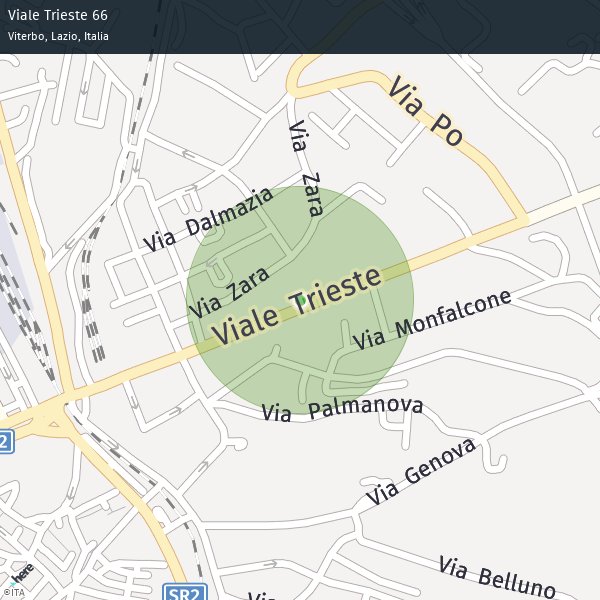 Viale Trieste 66
Viterbo, Lazio, Italia
Via Po
Via Zara
Via Dalmazia
Via Zara
Viale Trieste
Via Monfalcone
Via Palmanova
2
Via Genova
Via Belluno
SR2
Via
here
©ITA